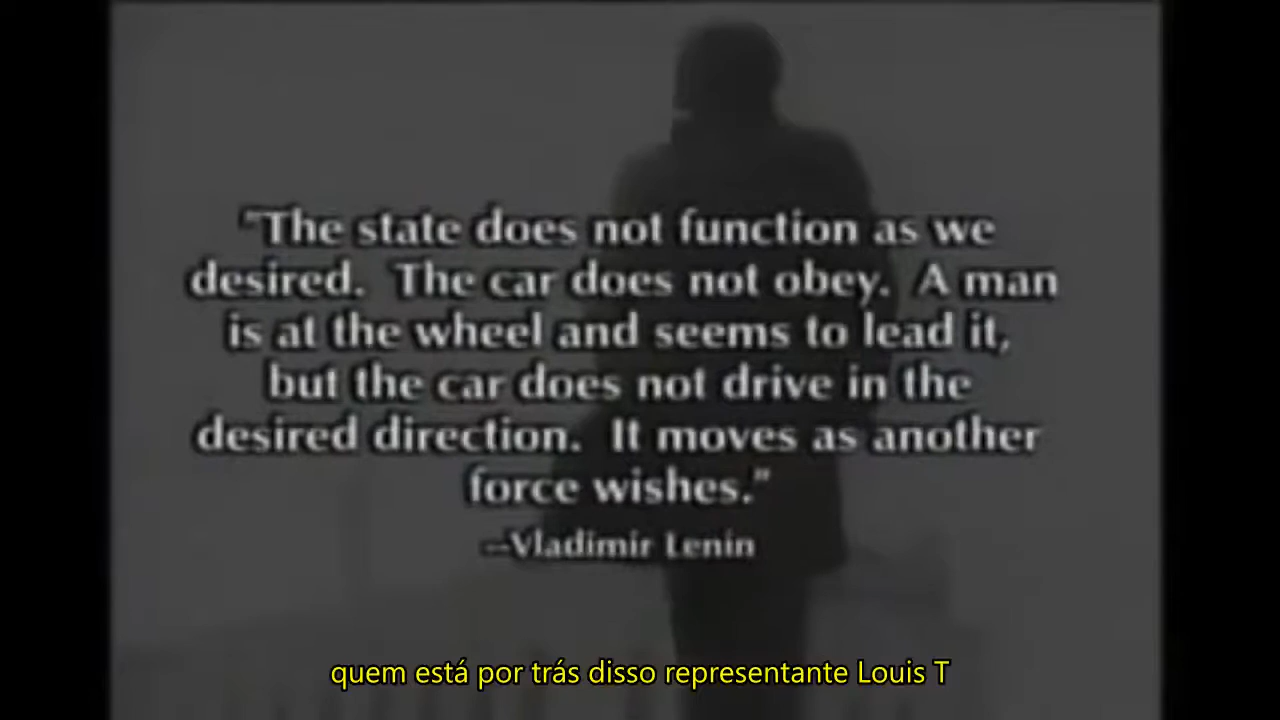 "The state does not function as we
desired.  The car does not obey.  A man
is at the wheel and seems to lead it,
but the car does not drive in the
desired direction.  It moves as another
force wishes."
--Vladimir Lenin
quem está por trás disso representante Louis T